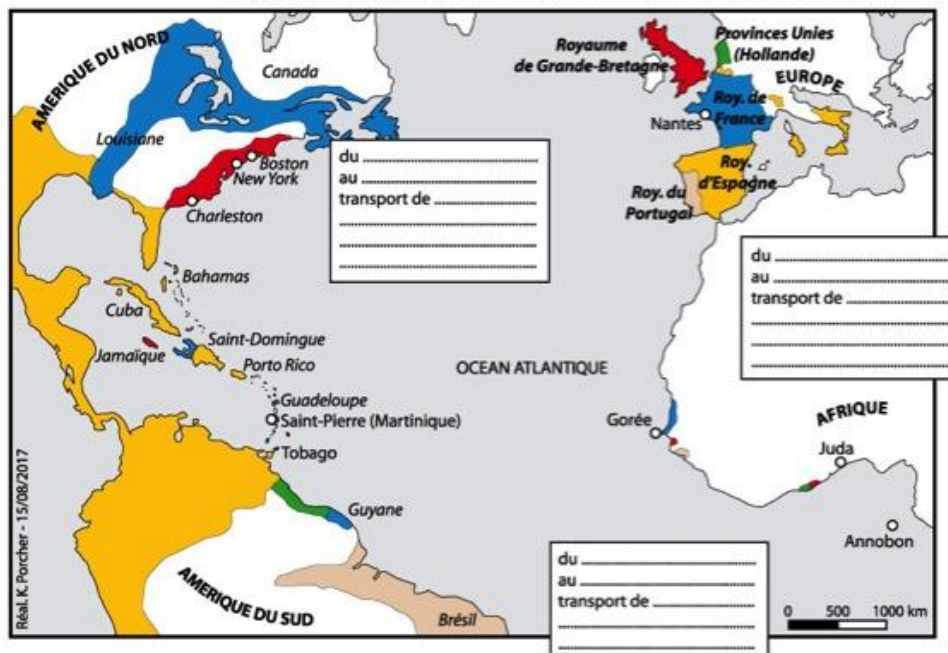 AMÉRIQUE DU NORD
Canada
Louisiane
Boston
New York
Charleston
Bahamas
Cuba
Jamaïque
Saint-Domingue
Porto Rico
Guadeloupe
Saint-Pierre (Martinique)
Tobago
Guyane
AMÉRIQUE DU SUD
Brésil
OCEAN ATLANTIQUE
Royaume
de Grande-Bretagne
Provinces Unies
(Hollande)
EUROPE
Roy. de
France
Nantes
Roy.
d'Espagne
Roy. du
Portugal
AFRIQUE
Gorée
Juda
Annobon
du ........................................
au ........................................
transport de ........................
................................................
................................................
................................................
du ........................................
au ........................................
transport de ........................
................................................
................................................
................................................
du ........................................
au ........................................
transport de ........................
................................................
................................................
0 500 1000 km
Réal. K. Porcher - 15/08/2017